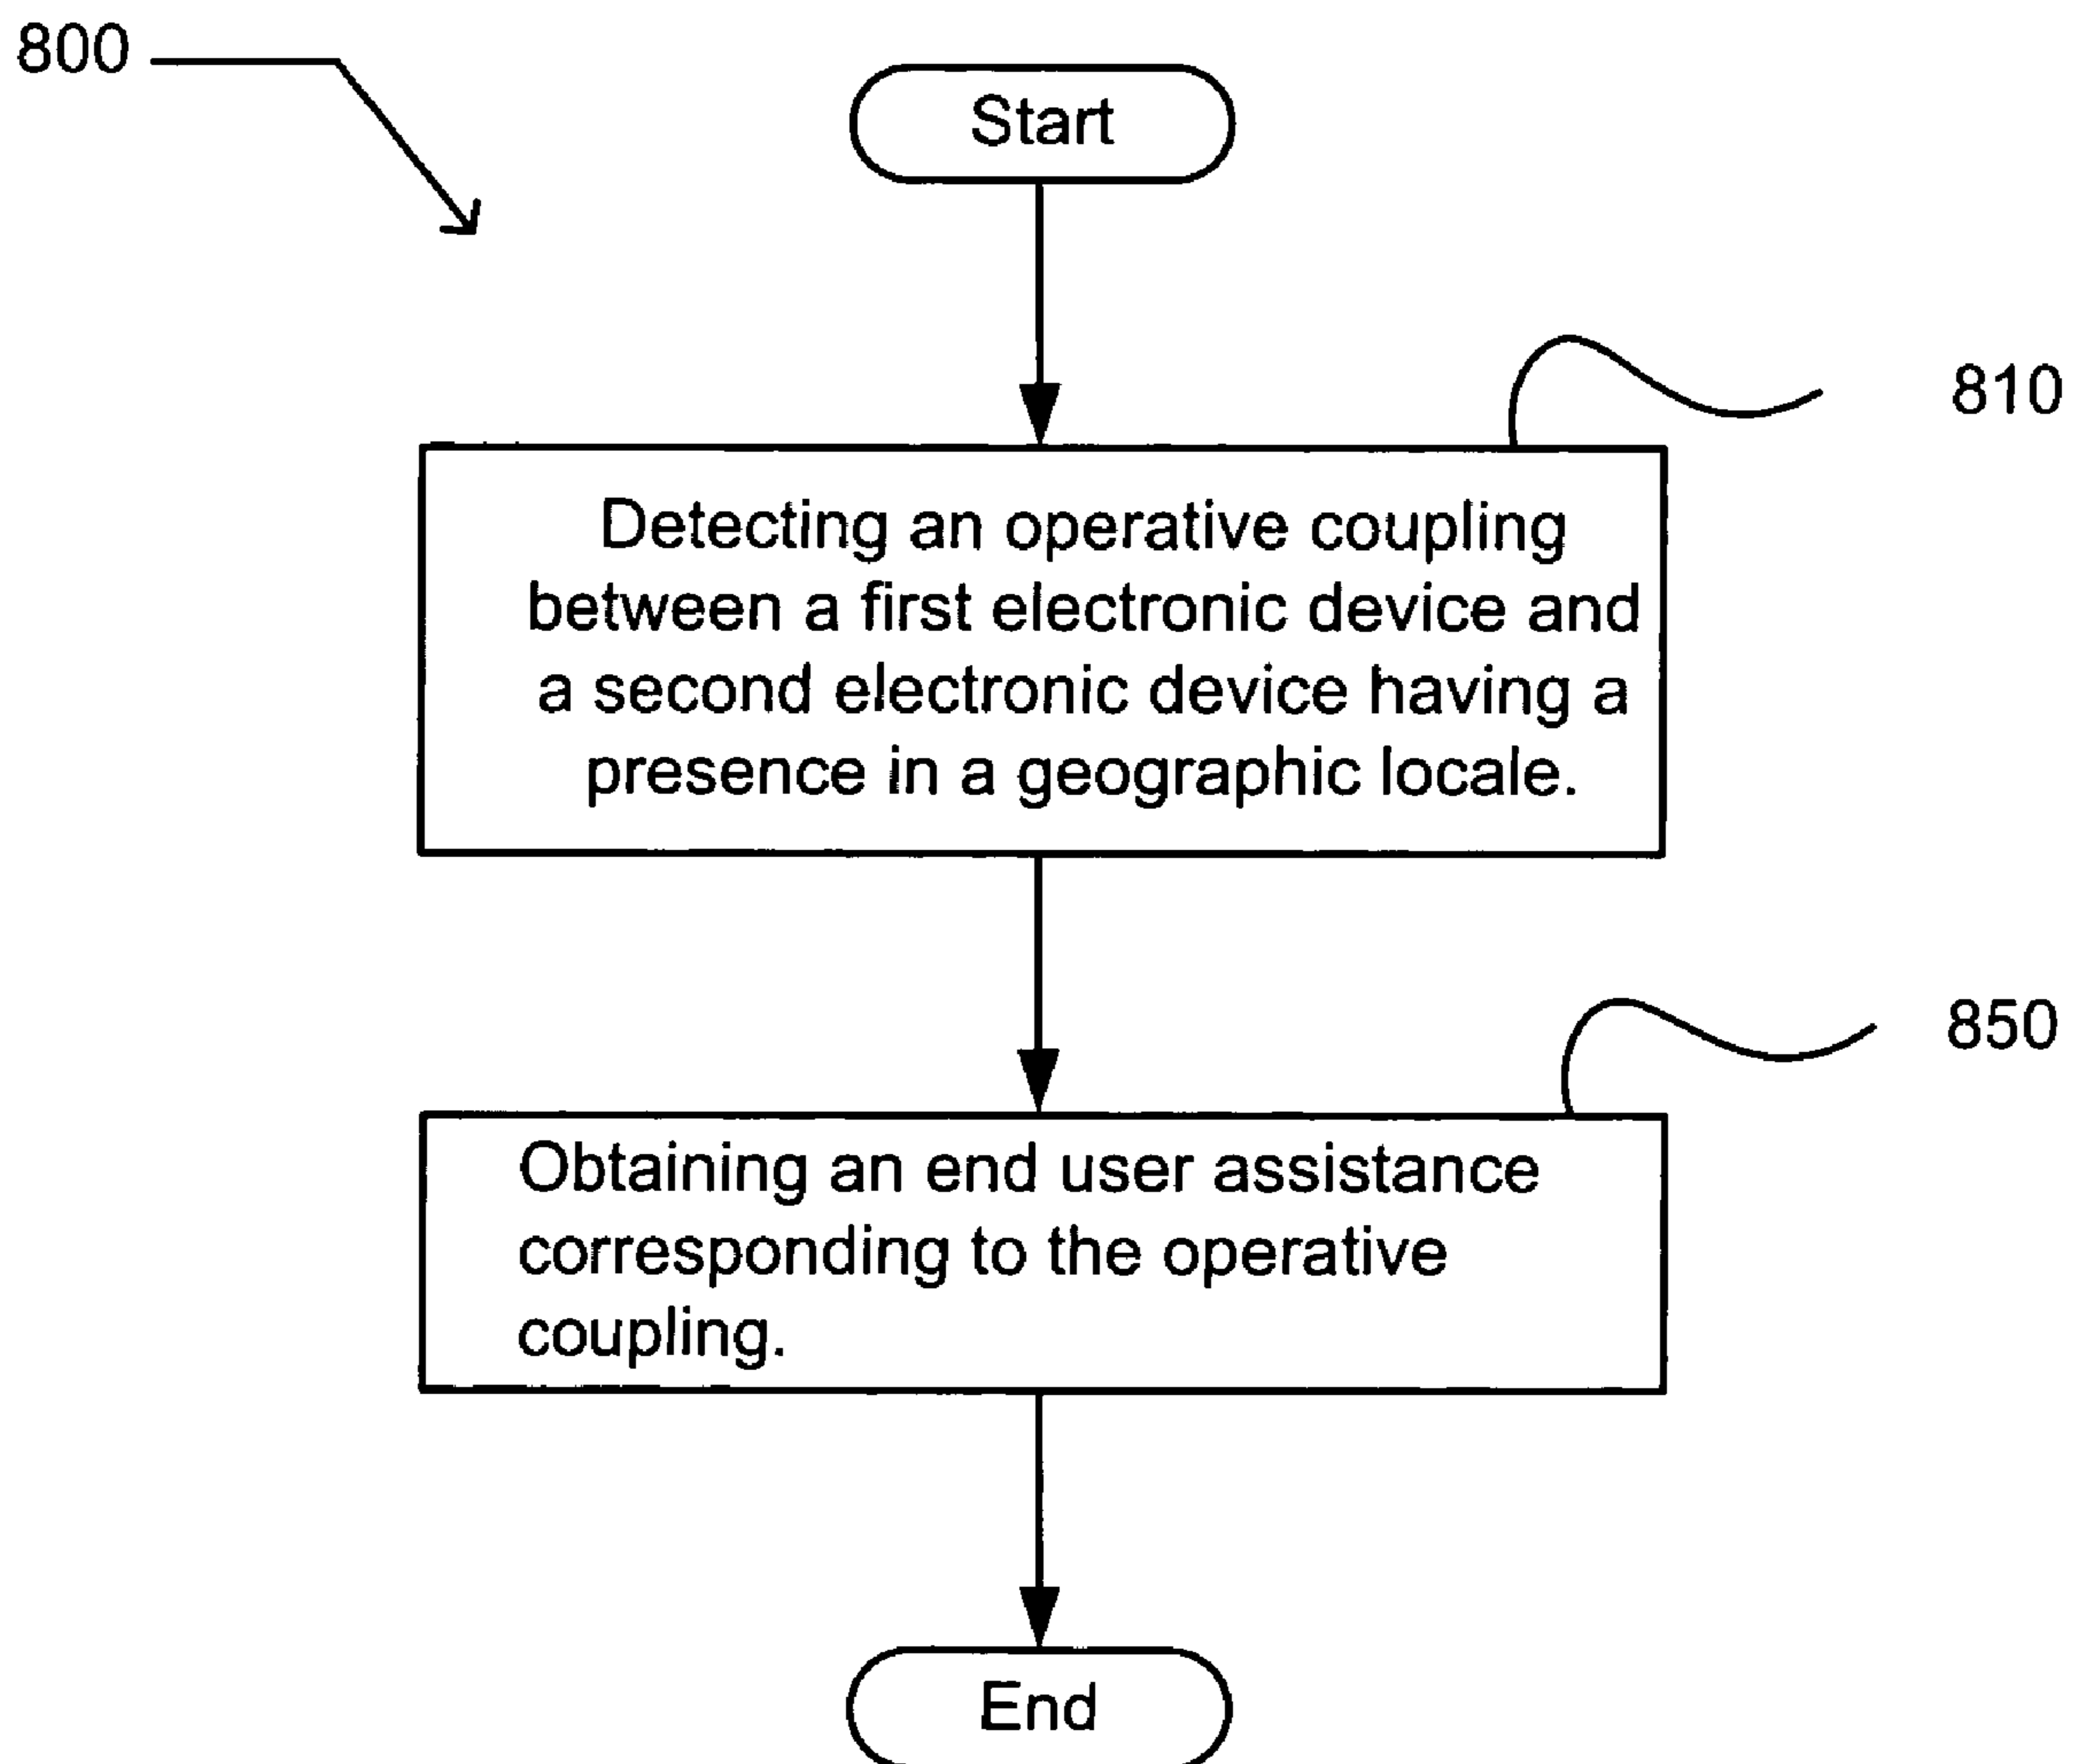 800
Start
810
Detecting an operative coupling
between a first electronic device and
a second electronic device having a
presence in a geographic locale.
850
Obtaining an end user assistance
corresponding to the operative
coupling.
End